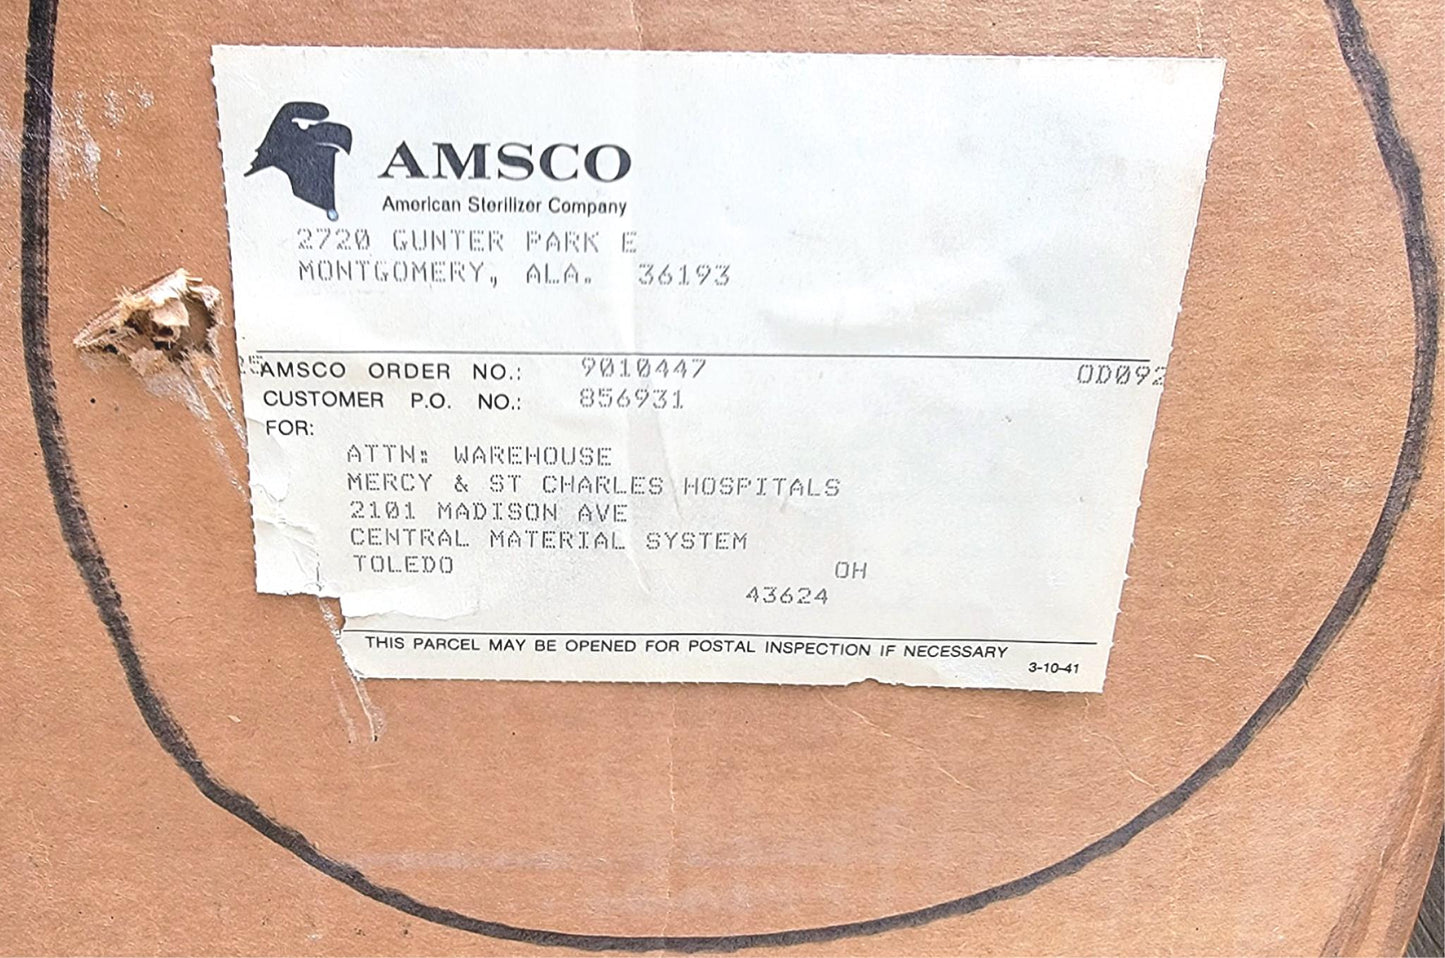 AMSCO
American Sterilizer Company
2720 GUNTER PARK E
MONTGOMERY, ALA. 36193
AMSCO ORDER NO.: 9010447 OD092
CUSTOMER P.O. NO.: 856931
FOR:
ATTN: WAREHOUSE
MERCY & ST CHARLES HOSPITALS
2101 MADISON AVE
CENTRAL MATERIAL SYSTEM
TOLEDO OH
43624
THIS PARCEL MAY BE OPENED FOR POSTAL INSPECTION IF NECESSARY
3-10-41